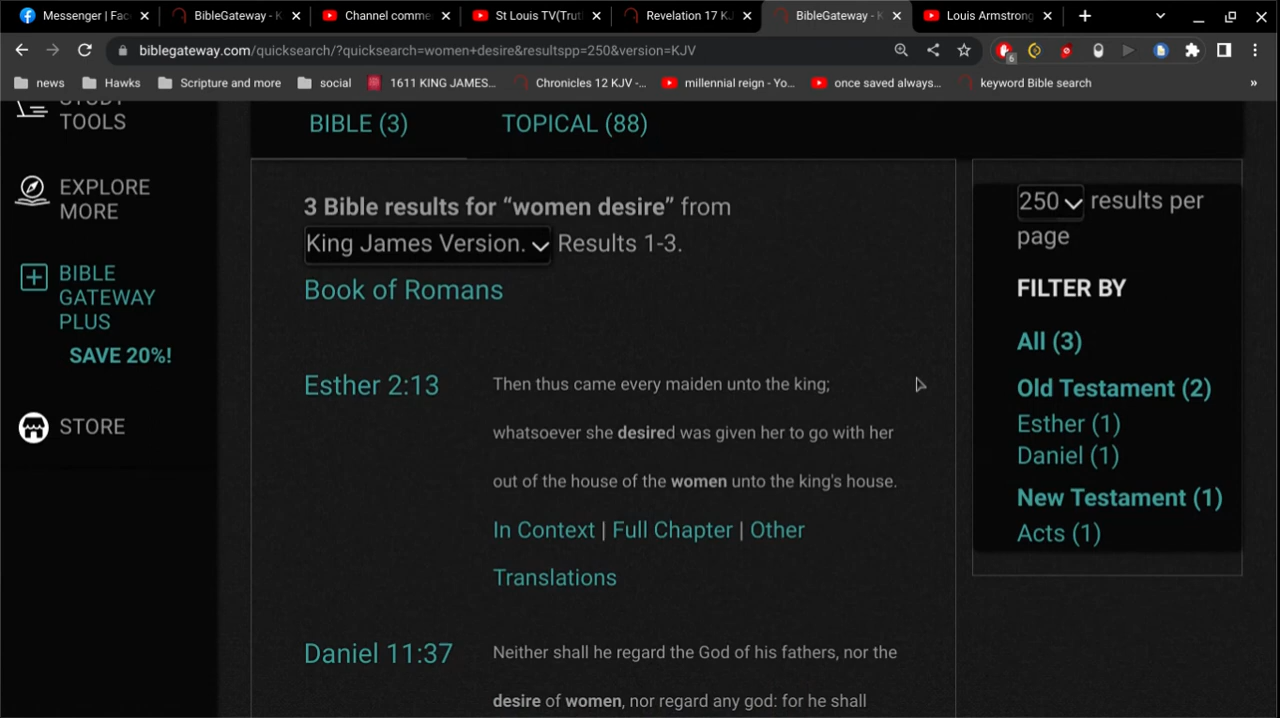 Messenger | Fac
BibleGateway - K
Channel comme
St Louis TV(Trut
Revelation 17 KJ
BibleGateway - K
Louis Armstrong
biblegateway.com/quicksearch/?quicksearch=women+desire&resultspp=250&version=KJV
6
news
Hawks
Scripture and more
social
1611 KING JAMES...
Chronicles 12 KJV -...
millennial reign - Yo...
once saved always...
keyword Bible search
»
STUDY
TOOLS
EXPLORE
MORE
BIBLE
GATEWAY
PLUS
SAVE 20%!
STORE
BIBLE (3)
TOPICAL (88)
3 Bible results for “women desire” from
King James Version. Results 1-3.
Book of Romans
Esther 2:13
Then thus came every maiden unto the king;
whatsoever she desired was given her to go with her
out of the house of the women unto the king's house.
In Context | Full Chapter | Other
Translations
Daniel 11:37
Neither shall he regard the God of his fathers, nor the
desire of women, nor regard any god: for he shall
250 results per
page
FILTER BY
All (3)
Old Testament (2)
Esther (1)
Daniel (1)
New Testament (1)
Acts (1)